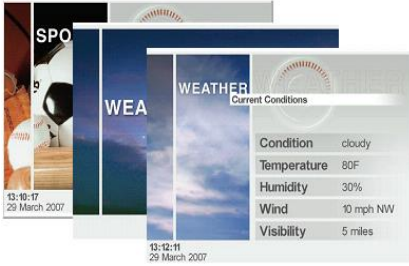 SPO
13:10:17
29 March 2007
WEA
WEATHER
Current Conditions
Condition cloudy
Temperature 80F
Humidity 30%
Wind 10 mph NW
Visibility 5 miles
13:12:11
29 March 2007